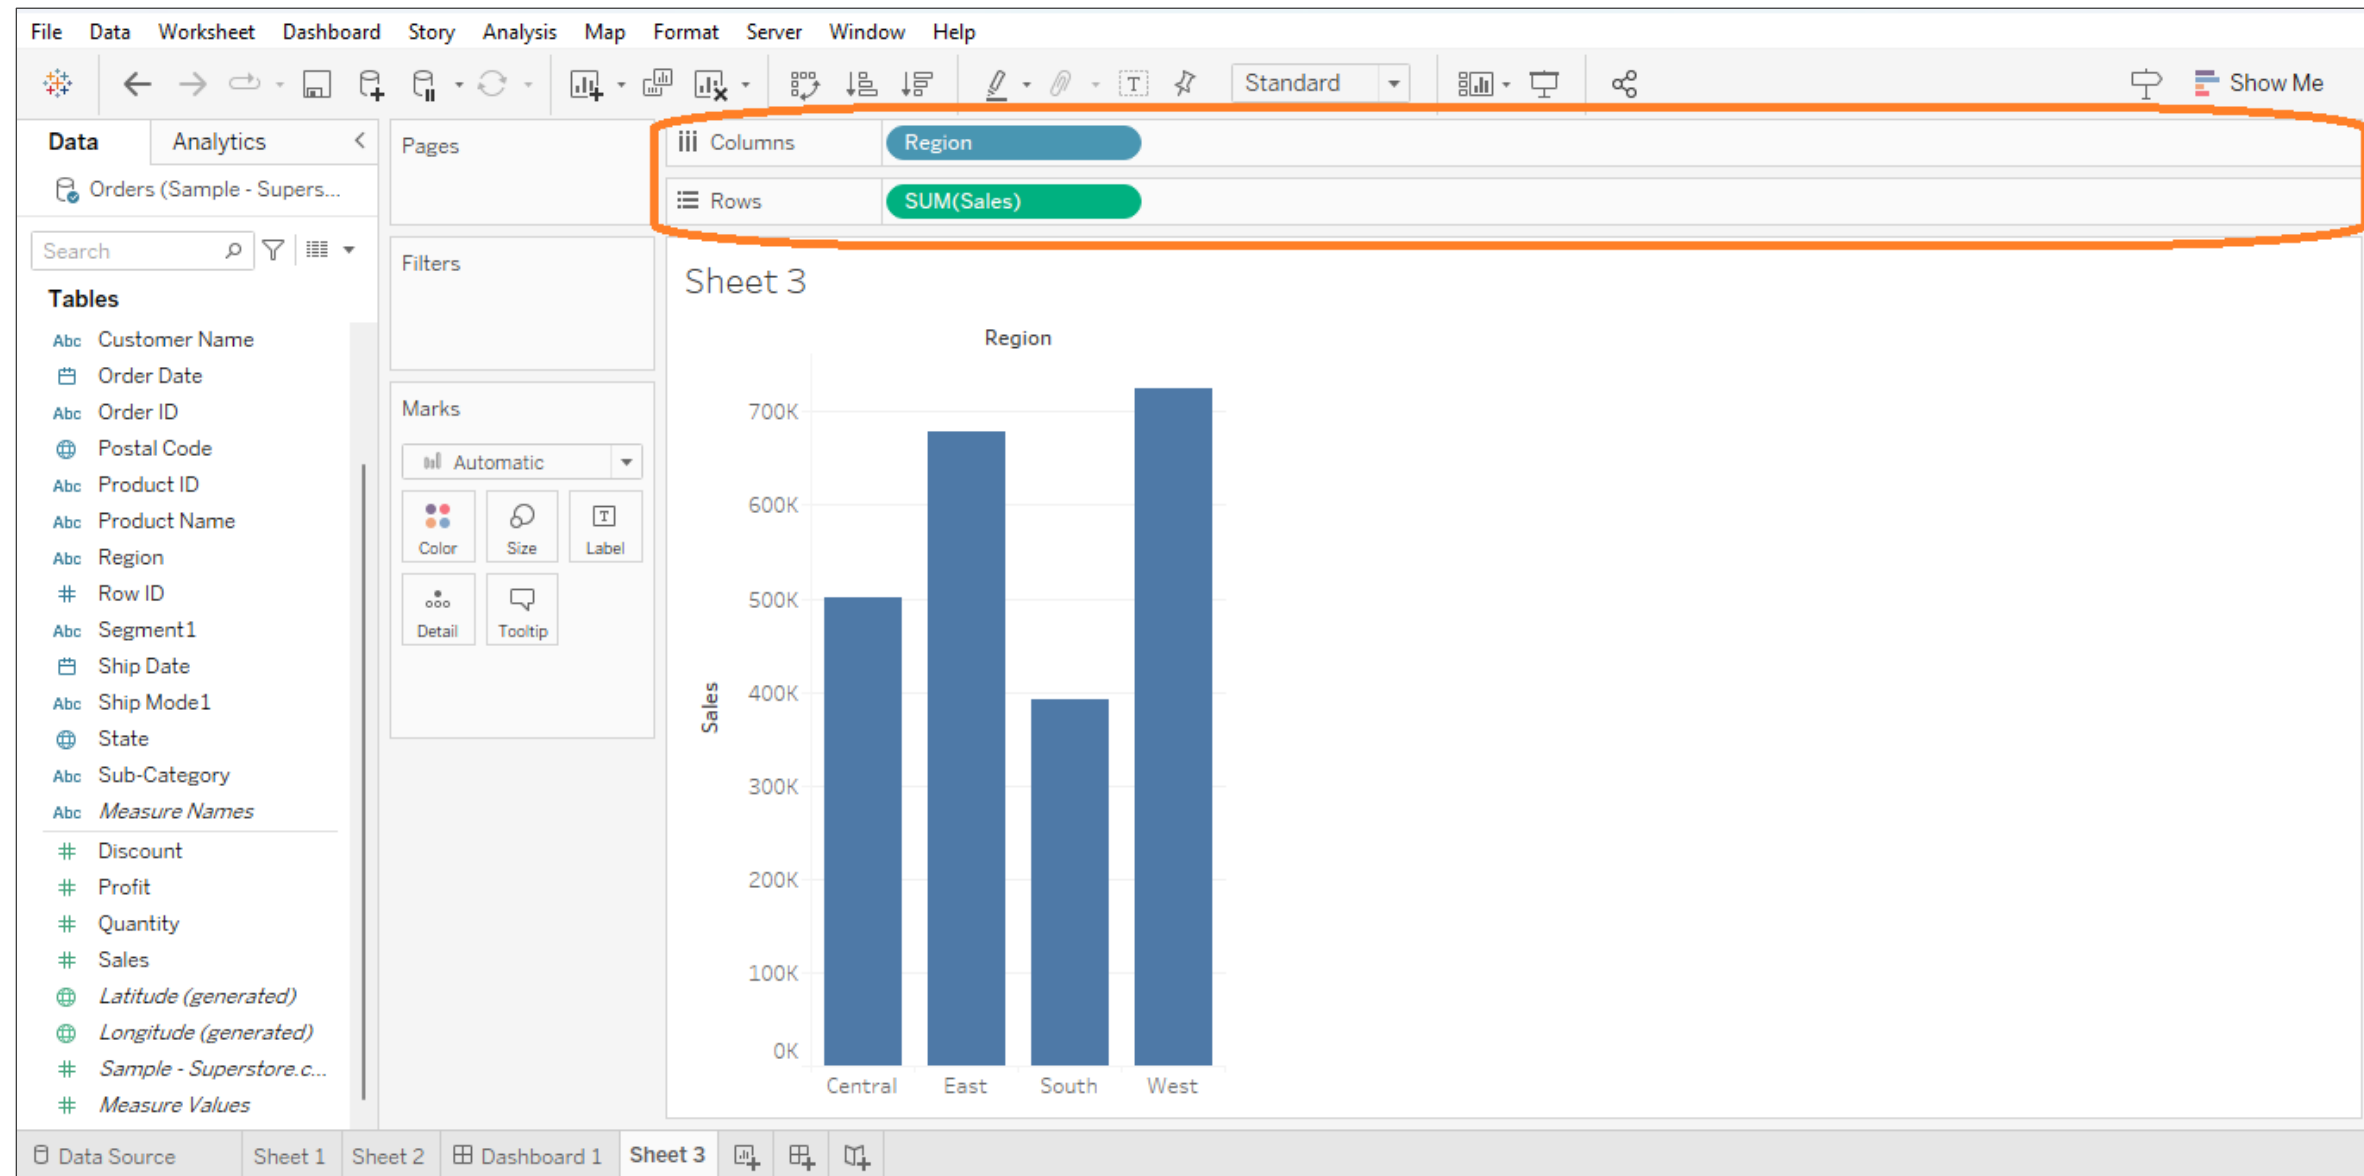 File Data Worksheet Dashboard Story Analysis Map Format Server Window Help
Standard
Show Me
Data Analytics
Orders (Sample - Supers...
Search
Tables
Abc Customer Name
Order Date
Abc Order ID
Postal Code
Abc Product ID
Abc Product Name
Abc Region
# Row ID
Abc Segment1
Ship Date
Abc Ship Mode1
State
Abc Sub-Category
Abc Measure Names
# Discount
# Profit
# Quantity
# Sales
Latitude (generated)
Longitude (generated)
# Sample - Superstore.c...
# Measure Values
Pages
Filters
Marks
Automatic
Color Size T Label
Detail Tooltip
Columns Region
Rows SUM(Sales)
Sheet 3
Region
Sales
700K
600K
500K
400K
300K
200K
100K
0K
Central East South West
Data Source Sheet 1 Sheet 2 Dashboard 1 Sheet 3